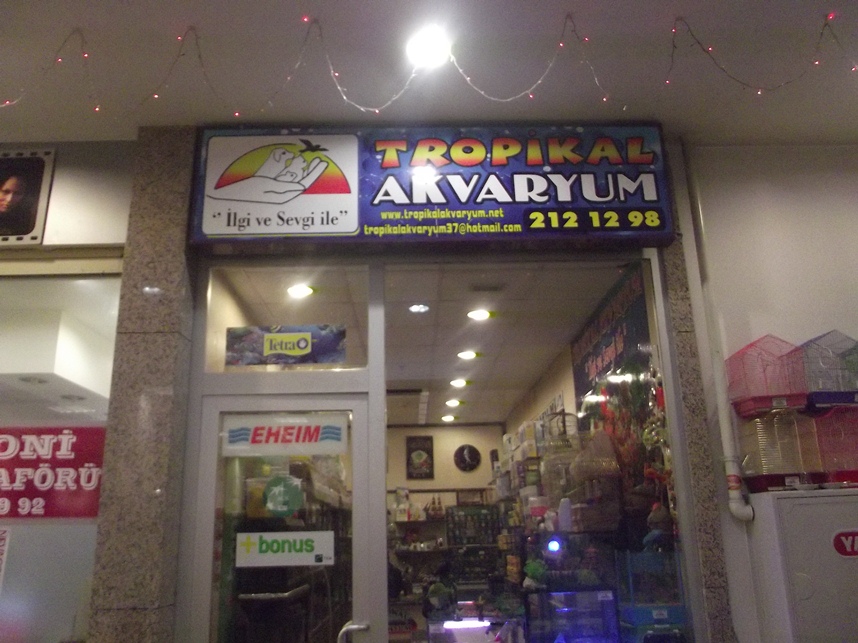 TROPİKAL
AKVARYUM
" İlgi ve Sevgi ile"
www.tropikalakvaryum.net
212 12 98
tropikalakvaryum37@hotmail.com
Tetra
EHEIM
+bonus
ONİ
AFÖRÜ
9 92
YA